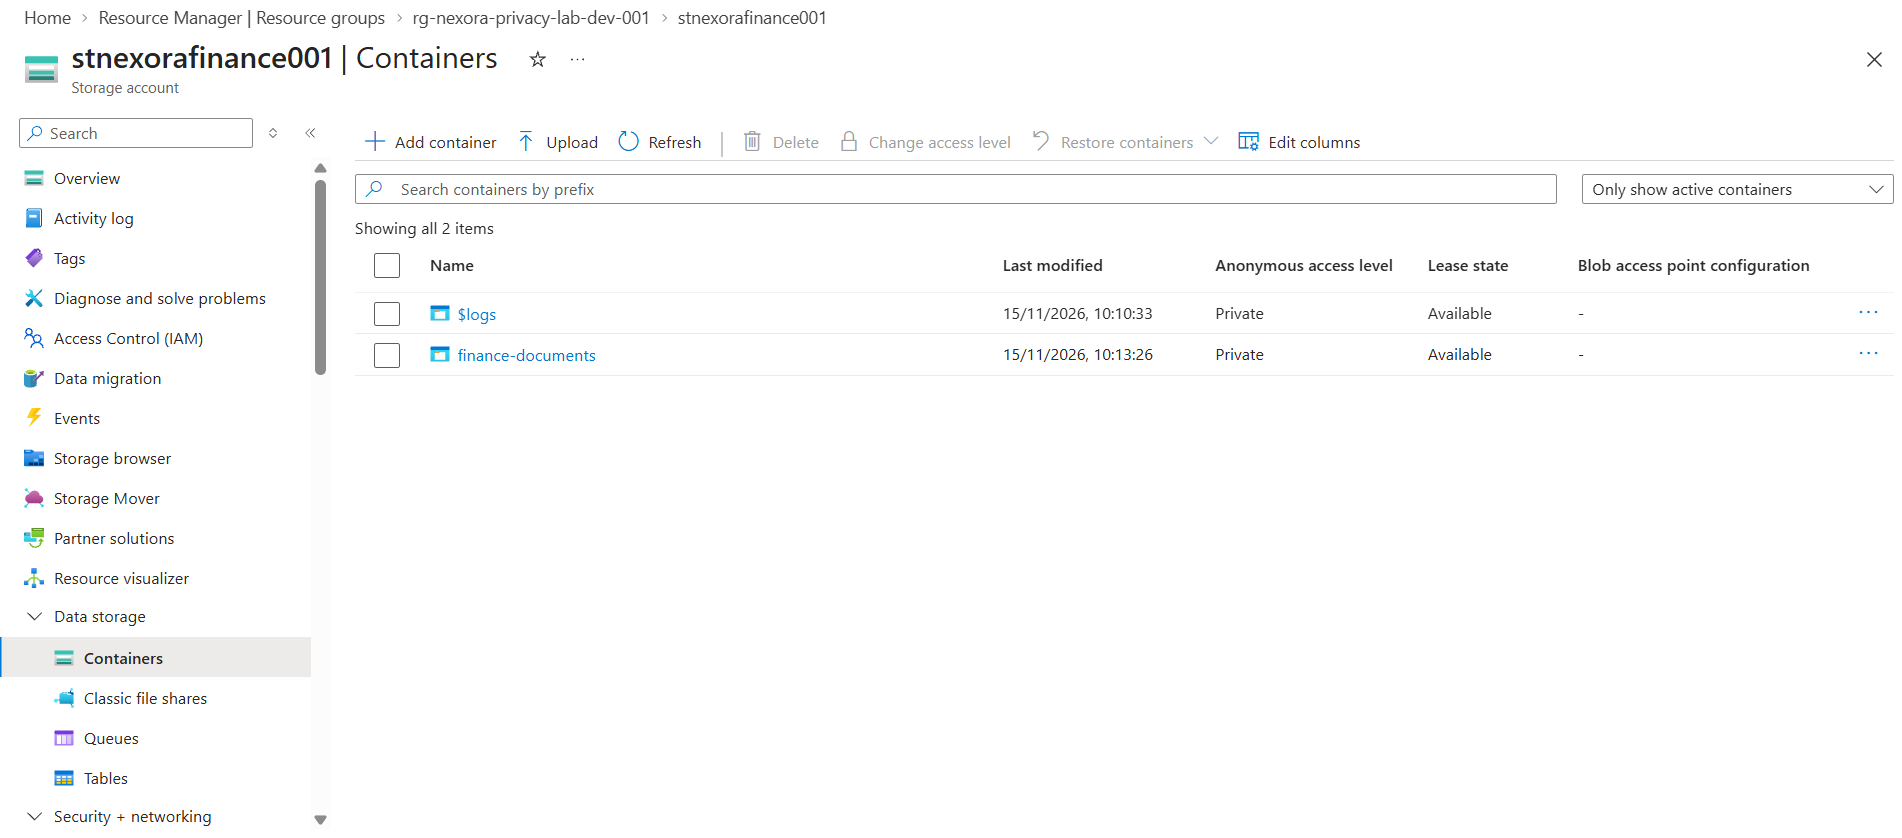 Home > Resource Manager | Resource groups > rg-nexora-privacy-lab-dev-001 > stnexorafinance001
stnexorafinance001 | Containers
Storage account
Search
Overview
Activity log
Tags
Diagnose and solve problems
Access Control (IAM)
Data migration
Events
Storage browser
Storage Mover
Partner solutions
Resource visualizer
Data storage
Containers
Classic file shares
Queues
Tables
Security + networking
Add container Upload Refresh Delete Change access level Restore containers Edit columns
Search containers by prefix Only show active containers
Showing all 2 items
Name Last modified Anonymous access level Lease state Blob access point configuration
$logs 15/11/2026, 10:10:33 Private Available -
finance-documents 15/11/2026, 10:13:26 Private Available -